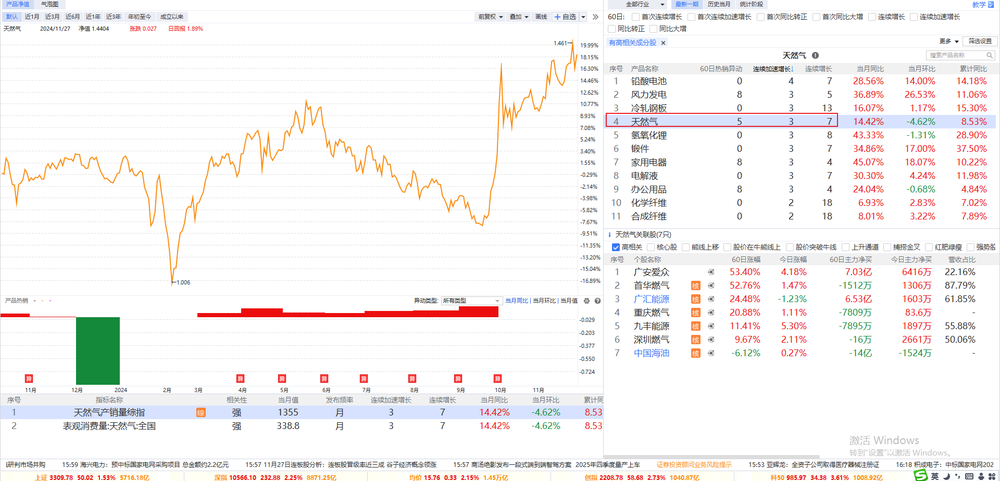 产品净值 气泡图
默认 近1月 近3月 近6月 近1年 近3年 年初至今 成立以来 前复权 叠加 画线 自选
天然气 2024/11/27 净值 1.4404 涨跌 0.027 日回报 1.89%
1.461
19.99%
18.15%
16.30%
14.46%
12.62%
10.77%
8.93%
7.08%
5.24%
3.40%
1.55%
-0.29%
-2.14%
-3.98%
-5.82%
-7.67%
-9.51%
-11.35%
-13.20%
-15.04%
-16.89%
1.006
产品热销 - - - 异动类型: 所有类型 当月同比 | 当月环比 | 当月值
-0.029
-0.203
-0.377
-0.550
-0.724
异 异 异 异 异 异 异 异
11月 12月 2024 2月 3月 4月 5月 6月 7月 8月 9月 10月 11月
序号 指标名称 相关性 当月值 发布频率 连续加速增长 连续增长 当月同比 当月环比 累计同
1 天然气产销量综指 综 强 1355 月 3 7 14.42% -4.62% 8.53
2 表观消费量:天然气:全国 强 338.8 月 3 7 14.42% -4.62% 8.53
全部行业 最新一期 历史当月 统计阶段 教学
60日: 首次连续增长 首次连续加速增长 首次同比转正 首次同比大增 连续增长 连续加速增长
同比转正 同比大增
有高相关成分股 × 更多 筛选设置
天然气 搜索产品名称
序号 产品名称 60日热销异动 连续加速增长↓ 连续增长 当月同比 当月环比 累计同比
1 铅酸电池 0 4 7 28.56% 14.00% 14.18%
2 风力发电 8 3 5 36.89% 26.53% 11.06%
3 冷轧钢板 0 3 13 16.07% 1.17% 15.30%
4 天然气 5 3 7 14.42% -4.62% 8.53%
5 氢氧化锂 0 3 8 43.33% -1.31% 28.90%
6 锻件 0 3 7 34.86% 17.00% 37.50%
7 家用电器 8 3 4 45.07% 18.07% 10.22%
8 电解液 0 3 7 30.30% 4.24% 11.98%
9 办公用品 8 3 4 24.04% -0.68% 4.84%
10 化学纤维 0 2 18 6.93% 2.83% 7.02%
11 合成纤维 0 2 18 8.01% 3.22% 7.89%
天然气关联股(7只)
高相关 核心股 熊线上移 股价在牛熊线上 股价突破牛线 上升通道 捕捞金叉 红肥绿瘦 强势股
序号 个股名称 60日涨幅 今日涨幅 60日主力净买 今日主力净买 营收占比
1 广安爱众 53.40% 4.18% 7.03亿 6416万 22.16%
2 首华燃气 核 52.76% 1.47% -1512万 1306万 87.79%
3 广汇能源 核 24.48% -1.23% 6.53亿 1603万 61.85%
4 重庆燃气 核 20.88% 1.11% -7809万 83.6万 -
5 九丰能源 核 11.41% 5.30% -7895万 1897万 55.88%
6 深圳燃气 核 9.67% 2.11% -16万 2661万 50.06%
7 中国海油 核 -6.12% 0.27% -14亿 -1524万 -
激活 Windows
转到“设置”以激活 Windows。
研判市场并购 15:59 海兴电力：预中标国家电网采购项目 总金额约2.2亿元 15:57 11月27日连板股分析：连板股晋级率近三成 谷子经济概念领涨 15:57 商汤绝影发布一段式端到端智驾方案 2025年四季度量产上车 证券投资顾问业务风险提示 15:53 亚辉龙：全资子公司取得医疗器械注册证 16:18 积成电子：中标国家电网202
上证 3309.78 50.02 1.53% 5716.18亿 深指 10566.10 232.88 2.25% 8871.25亿 均价 15.76 0.33 2.15% 1.45万亿 创指 2208.78 58.68 2.73% 1040.87亿 科50 985.97 34.38 3.61% 1008.92亿 英